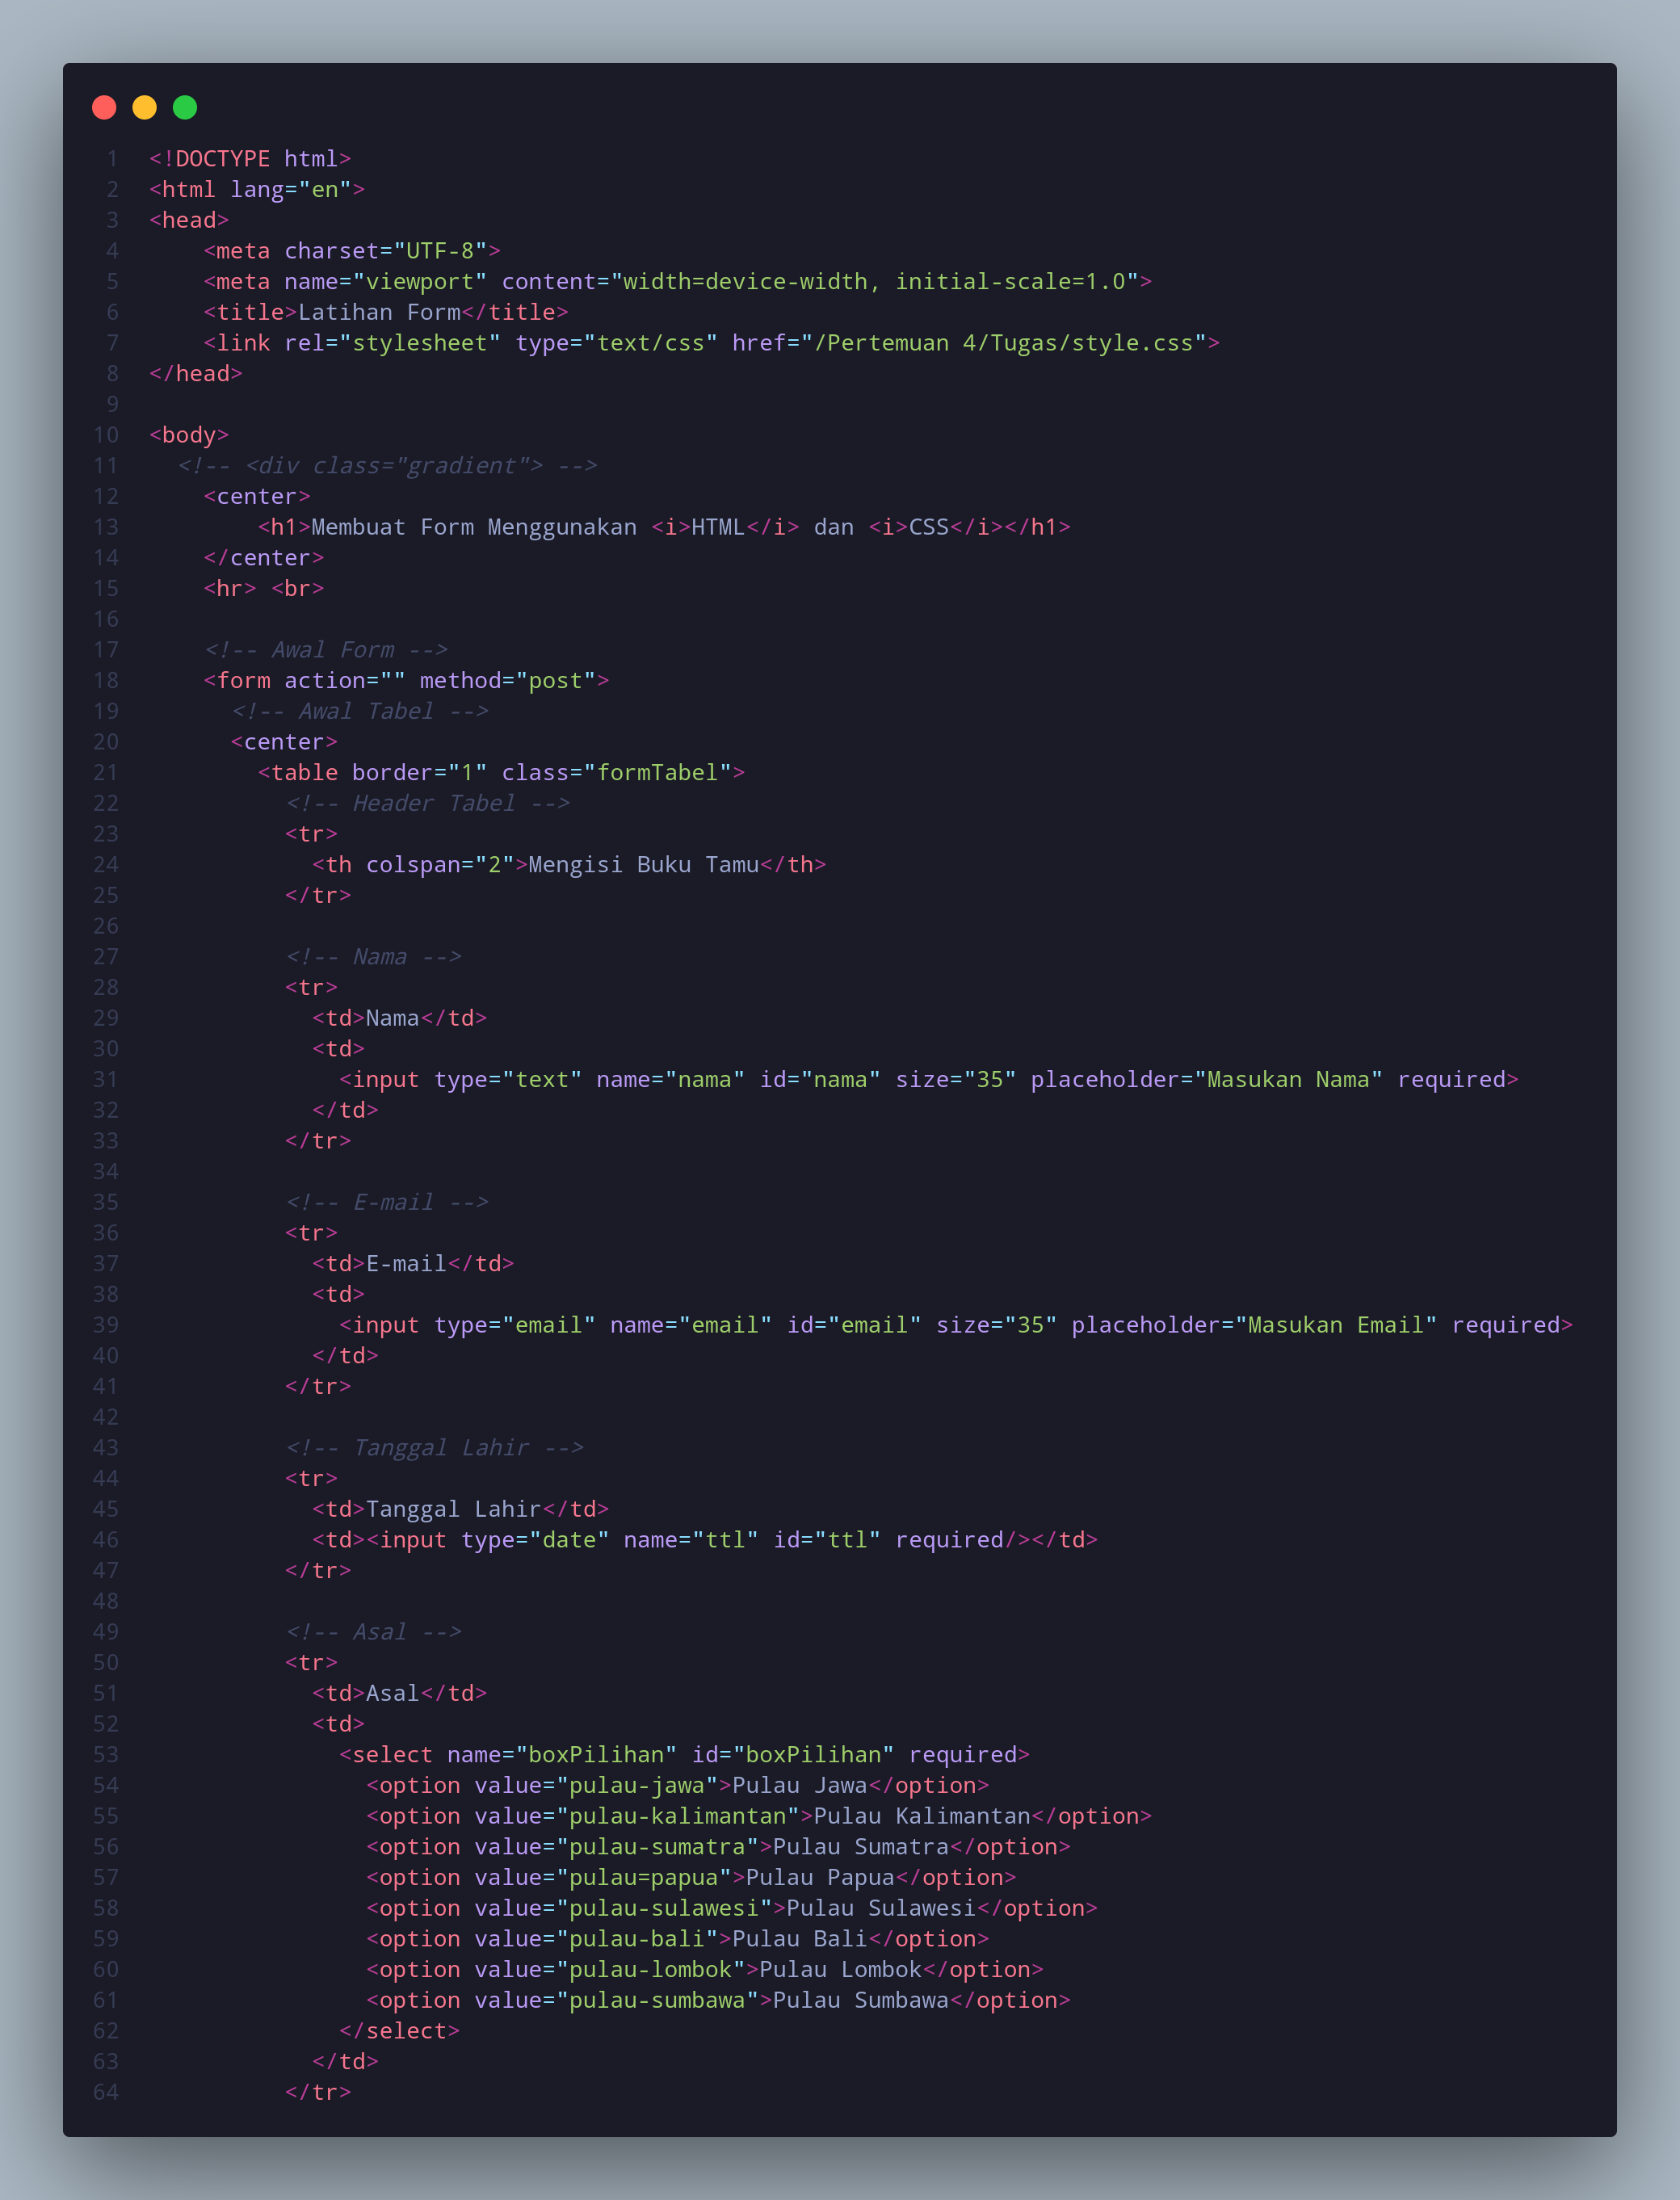 1 <!DOCTYPE html>
2 <html lang="en">
3 <head>
4     <meta charset="UTF-8">
5     <meta name="viewport" content="width=device-width, initial-scale=1.0">
6     <title>Latihan Form</title>
7     <link rel="stylesheet" type="text/css" href="/Pertemuan 4/Tugas/style.css">
8 </head>
9
10 <body>
11   <!-- <div class="gradient"> -->
12     <center>
13         <h1>Membuat Form Menggunakan <i>HTML</i> dan <i>CSS</i></h1>
14     </center>
15     <hr> <br>
16
17     <!-- Awal Form -->
18     <form action="" method="post">
19       <!-- Awal Tabel -->
20       <center>
21         <table border="1" class="formTabel">
22           <!-- Header Tabel -->
23           <tr>
24             <th colspan="2">Mengisi Buku Tamu</th>
25           </tr>
26
27           <!-- Nama -->
28           <tr>
29             <td>Nama</td>
30             <td>
31               <input type="text" name="nama" id="nama" size="35" placeholder="Masukan Nama" required>
32             </td>
33           </tr>
34
35           <!-- E-mail -->
36           <tr>
37             <td>E-mail</td>
38             <td>
39               <input type="email" name="email" id="email" size="35" placeholder="Masukan Email" required>
40             </td>
41           </tr>
42
43           <!-- Tanggal Lahir -->
44           <tr>
45             <td>Tanggal Lahir</td>
46             <td><input type="date" name="ttl" id="ttl" required/></td>
47           </tr>
48
49           <!-- Asal -->
50           <tr>
51             <td>Asal</td>
52             <td>
53               <select name="boxPilihan" id="boxPilihan" required>
54                 <option value="pulau-jawa">Pulau Jawa</option>
55                 <option value="pulau-kalimantan">Pulau Kalimantan</option>
56                 <option value="pulau-sumatra">Pulau Sumatra</option>
57                 <option value="pulau=papua">Pulau Papua</option>
58                 <option value="pulau-sulawesi">Pulau Sulawesi</option>
59                 <option value="pulau-bali">Pulau Bali</option>
60                 <option value="pulau-lombok">Pulau Lombok</option>
61                 <option value="pulau-sumbawa">Pulau Sumbawa</option>
62               </select>
63             </td>
64           </tr>